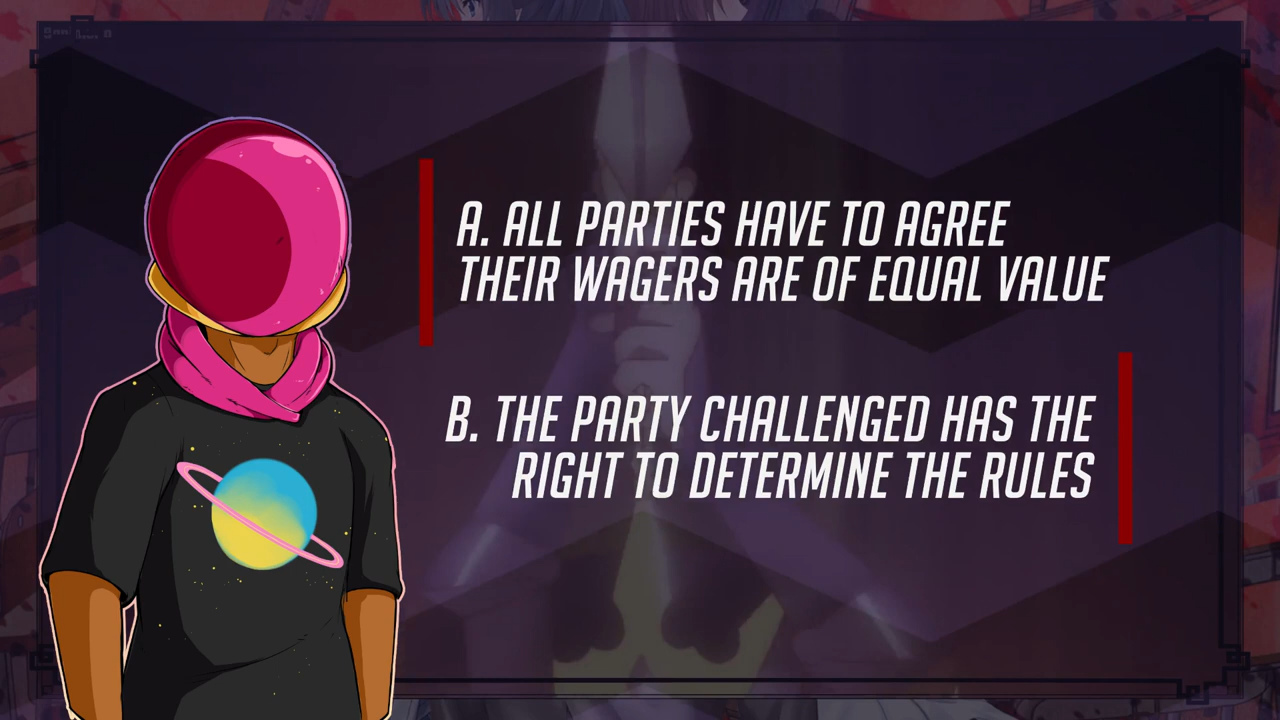 A. ALL PARTIES HAVE TO AGREE
THEIR WAGERS ARE OF EQUAL VALUE
B. THE PARTY CHALLENGED HAS THE
RIGHT TO DETERMINE THE RULES